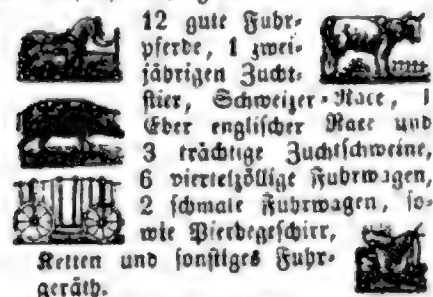 12 gute Fuhr-
pferde, 1 zwei-
jährigen Zucht-
stier, Schweizer-Race, 1
Eber englischer Race und
3 trächtige Zuchtschweine,
6 viertelzöllige Fuhrwagen,
2 schmale Fuhrwagen, so-
wie Pferdegeschirr,
Ketten und sonstiges Fuhr-
geräth.